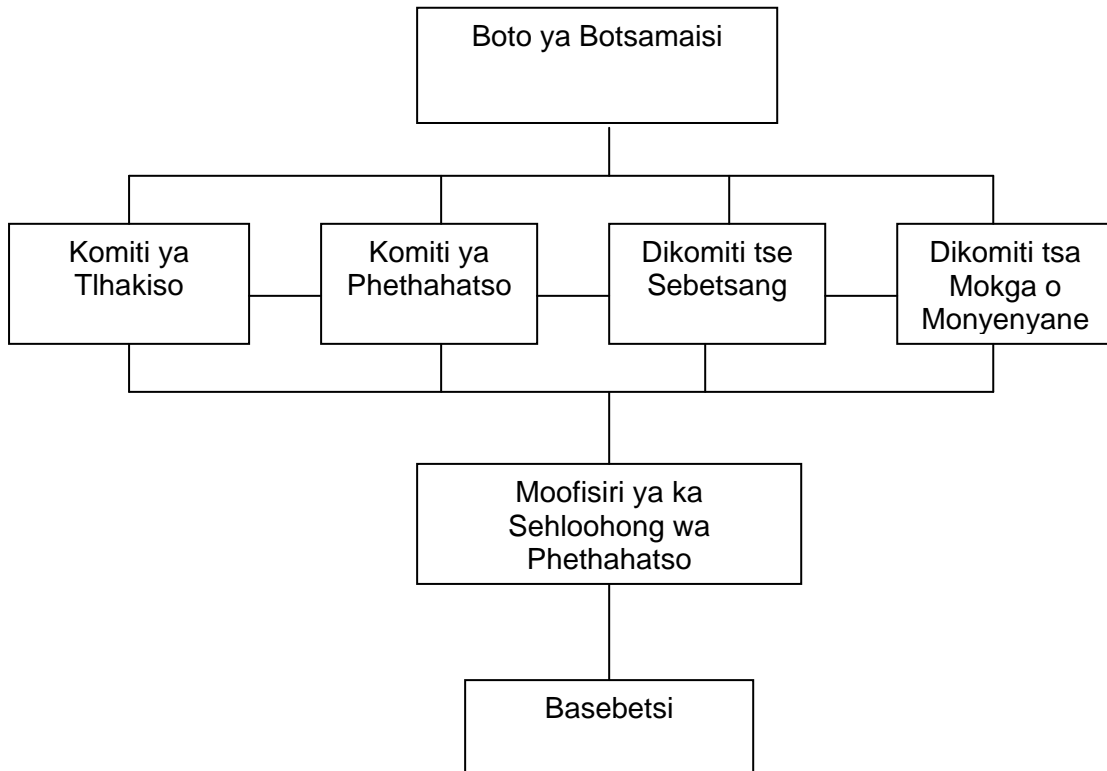 Boto ya Botsamaisi
Komiti ya
Tlhakiso
Komiti ya
Phethahatso
Dikomiti tse
Sebetsang
Dikomiti tsa
Mokga o
Monyenyane
Moofisiri ya ka
Sehloohong wa
Phethahatso
Basebetsi